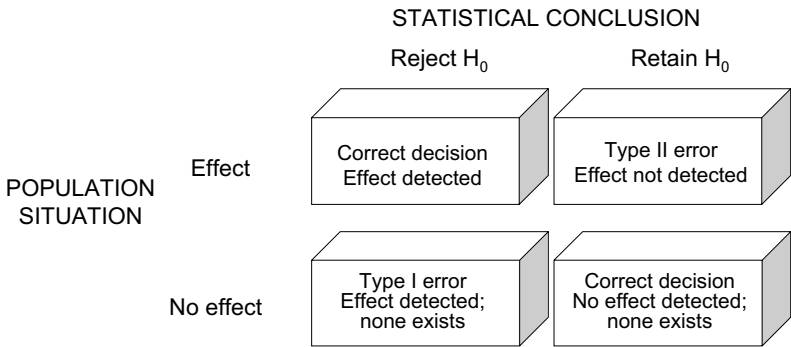 STATISTICAL CONCLUSION
Reject H₀
Retain H₀
POPULATION
SITUATION
Effect
Correct decision
Effect detected
Type II error
Effect not detected
No effect
Type I error
Effect detected;
none exists
Correct decision
No effect detected;
none exists